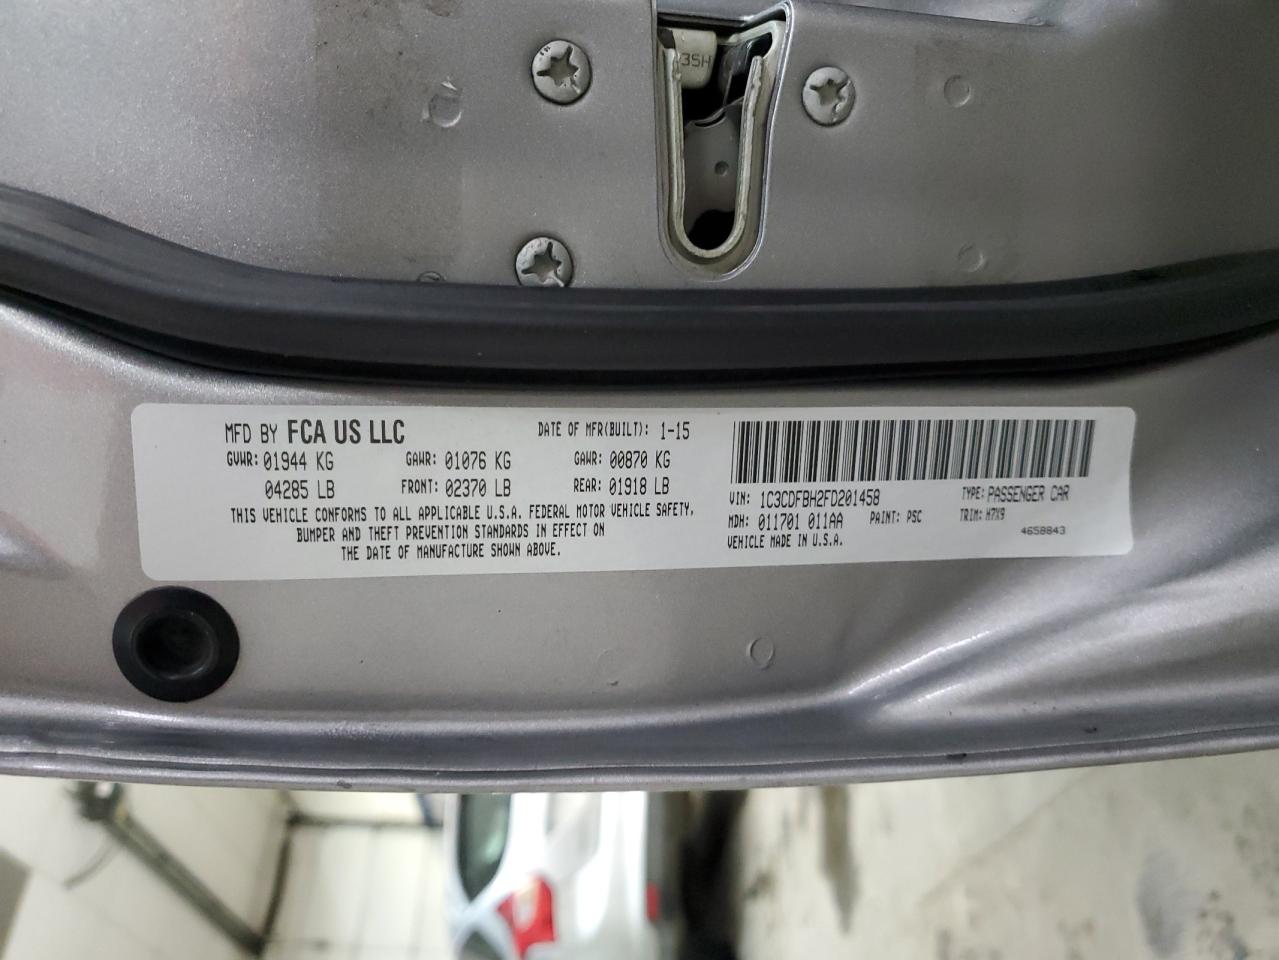 3SH
MFD BY FCA US LLC DATE OF MFR(BUILT): 1-15
GVWR: 01944 KG GAWR: 01076 KG GAWR: 00870 KG
04285 LB FRONT: 02370 LB REAR: 01918 LB
THIS VEHICLE CONFORMS TO ALL APPLICABLE U.S.A. FEDERAL MOTOR VEHICLE SAFETY,
BUMPER AND THEFT PREVENTION STANDARDS IN EFFECT ON
THE DATE OF MANUFACTURE SHOWN ABOVE.
VIN: 1C3CDFBH2FD201458 TYPE: PASSENGER CAR
MDH: 011701 011AA PAINT: PSC TRIM: H7X9
VEHICLE MADE IN U.S.A. 4658843